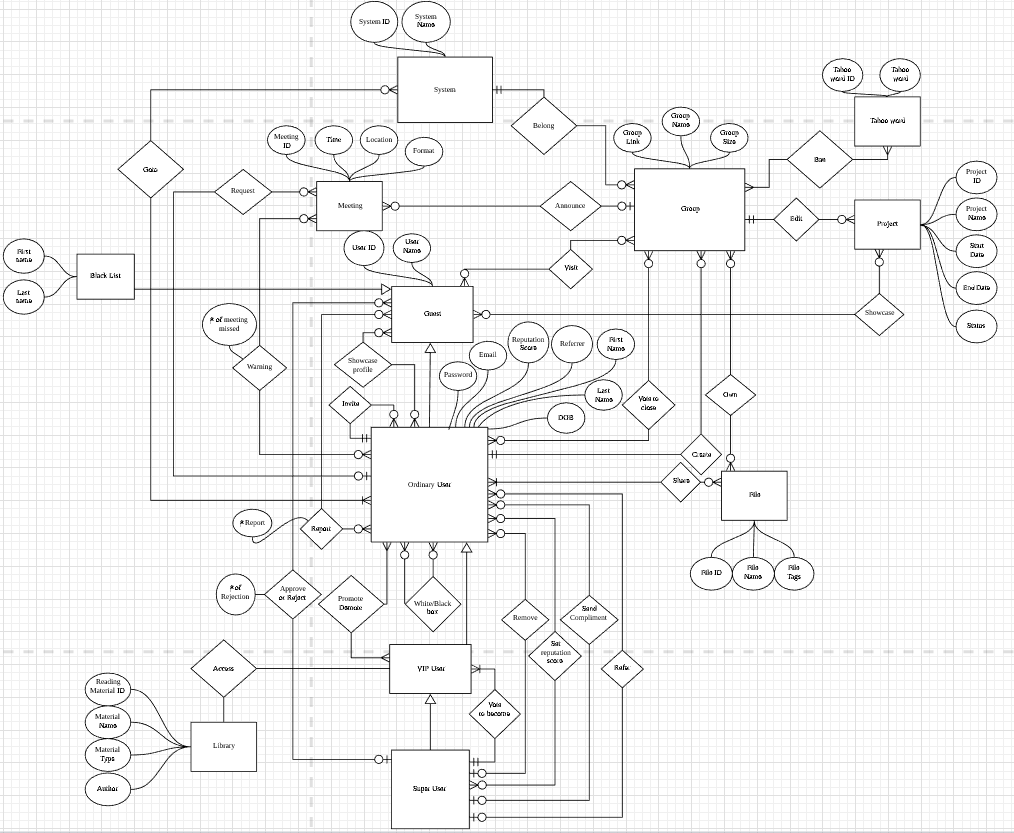 System ID
System
Name
System
Tahoo
word ID
Tahoo
word
Tahoo word
Belong
Meeting
ID
Time
Location
Format
Group
Link
Group
Name
Group
Size
Goto
Request
Meeting
Announce
Group
Ban
Edit
Project
Project
ID
Project
Name
Start
Date
End Date
Status
First
name
Last
name
Black List
User ID
User
Name
Visit
Guest
Showcase
# of meeting
missed
Warning
Showcase
profile
Password
Email
Reputation
Score
Referrer
First
Name
Last
Name
DOB
Vote to
close
Own
Invite
Create
Share
File
Ordinary User
# Report
Report
File ID
File
Name
File
Tags
# of
Rejection
Approve
or Reject
Promote
Demote
White/Black
box
Remove
Send
Compliment
Set
reputation
score
Refer
Access
VIP User
Vote
to become
Reading
Material ID
Material
Name
Material
Type
Author
Library
Super User